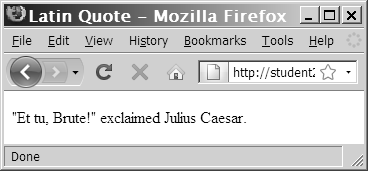 Latin Quote - Mozilla Firefox
File Edit View History Bookmarks Tools Help
http://student
"Et tu, Brute!" exclaimed Julius Caesar.
Done